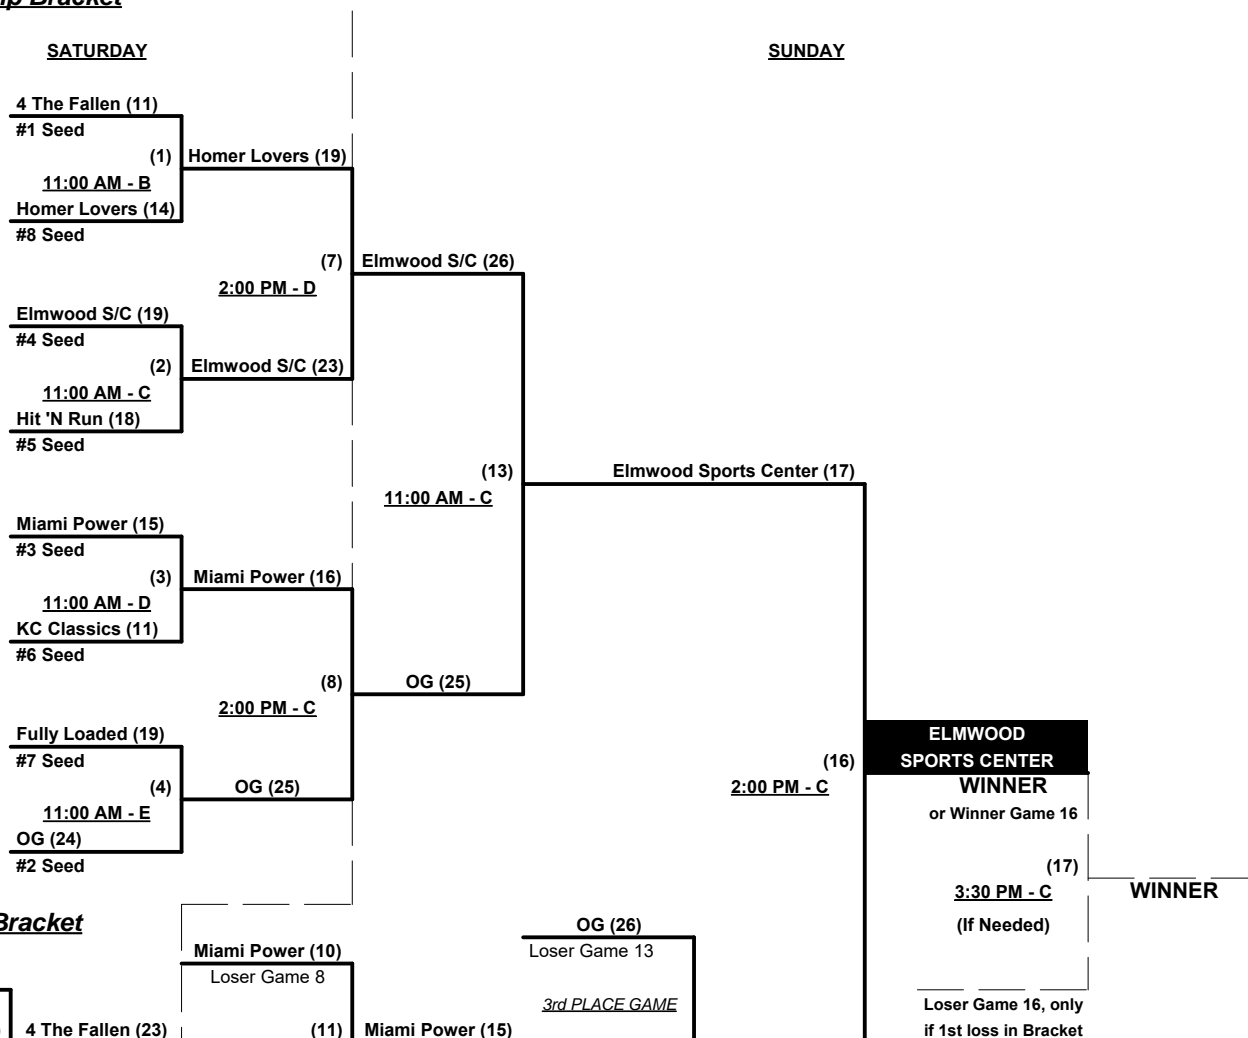 Bracket
SATURDAY
SUNDAY
4 The Fallen (11)
#1 Seed
(1)
Homer Lovers (19)
11:00 AM - B
Homer Lovers (14)
#8 Seed
(7)
Elmwood S/C (26)
2:00 PM - D
Elmwood S/C (19)
#4 Seed
(2)
Elmwood S/C (23)
11:00 AM - C
Hit 'N Run (18)
#5 Seed
(13)
Elmwood Sports Center (17)
11:00 AM - C
Miami Power (15)
#3 Seed
(3)
Miami Power (16)
11:00 AM - D
KC Classics (11)
#6 Seed
(8)
OG (25)
2:00 PM - C
Fully Loaded (19)
#7 Seed
(4)
OG (25)
11:00 AM - E
OG (24)
#2 Seed
ELMWOOD
SPORTS CENTER
(16)
2:00 PM - C
WINNER
or Winner Game 16
(17)
3:30 PM - C
WINNER
(If Needed)
Bracket
OG (26)
Loser Game 13
Miami Power (10)
Loser Game 8
3rd PLACE GAME
Loser Game 16, only
if 1st loss in Bracket
4 The Fallen (23)
(11)
Miami Power (15)